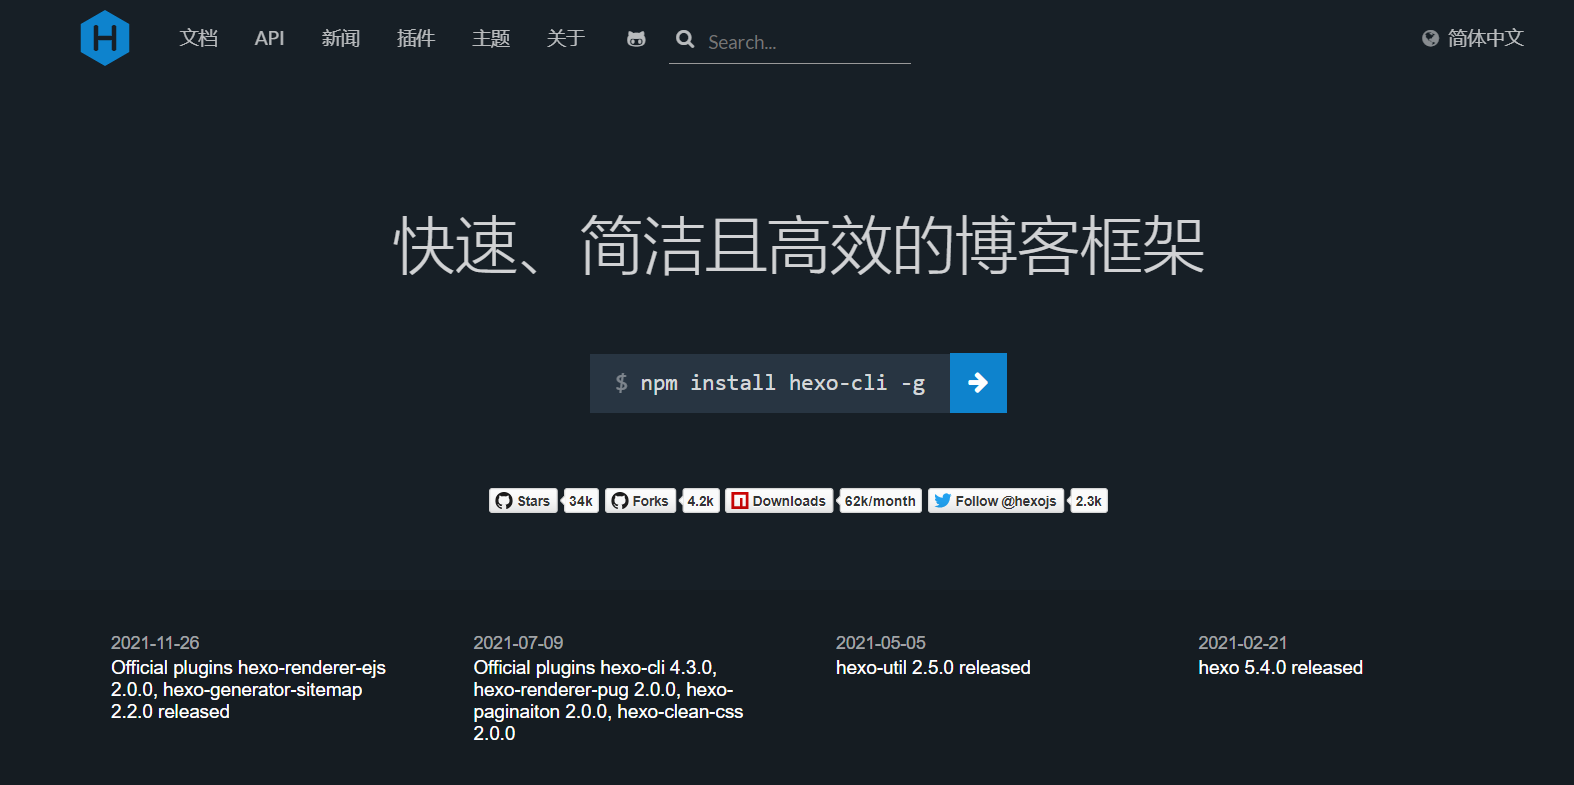 H 文档 API 新闻 插件 主题 关于 Search... 简体中文
快速、简洁且高效的博客框架
$ npm install hexo-cli -g
Stars 34k Forks 4.2k Downloads 62k/month Follow @hexojs 2.3k
2021-11-26
Official plugins hexo-renderer-ejs
2.0.0, hexo-generator-sitemap
2.2.0 released
2021-07-09
Official plugins hexo-cli 4.3.0,
hexo-renderer-pug 2.0.0, hexo-
paginaiton 2.0.0, hexo-clean-css
2.0.0
2021-05-05
hexo-util 2.5.0 released
2021-02-21
hexo 5.4.0 released